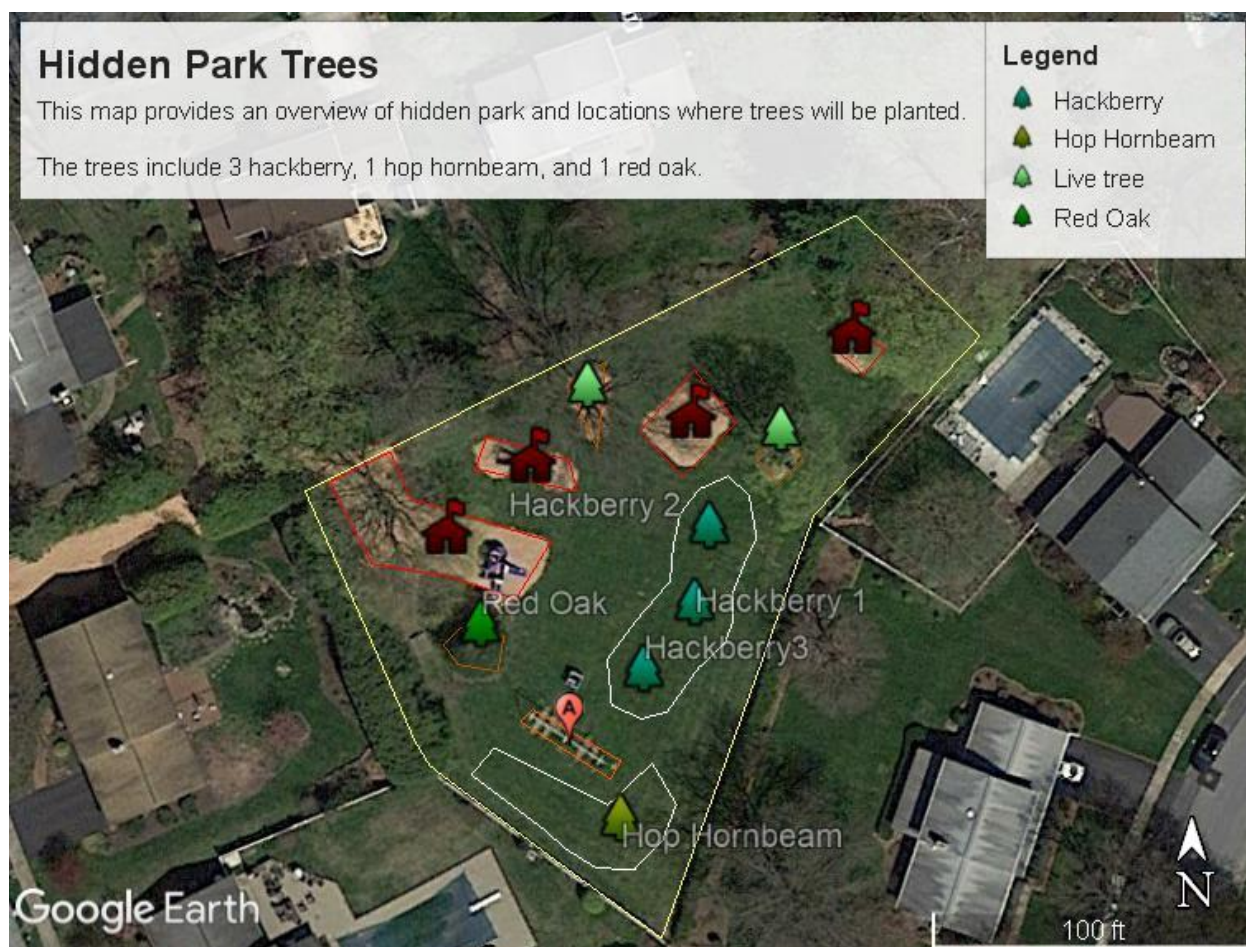 Hidden Park Trees
This map provides an overview of hidden park and locations where trees will be planted.
The trees include 3 hackberry, 1 hop hornbeam, and 1 red oak.
Legend
Hackberry
Hop Hornbeam
Live tree
Red Oak
Hackberry 2
Red Oak
Hackberry 1
Hackberry3
A
Hop Hornbeam
Google Earth
N
100 ft